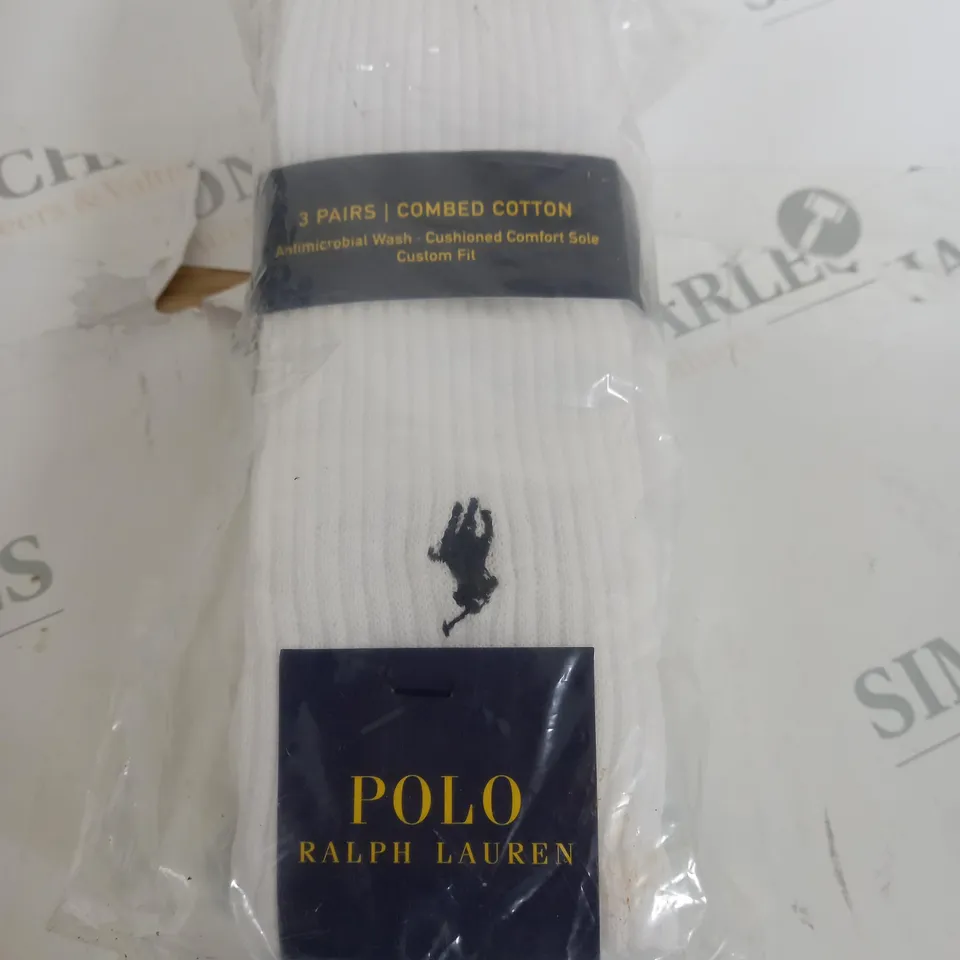 3 PAIRS | COMBED COTTON
Antimicrobial Wash · Cushioned Comfort Sole
Custom Fit
POLO
RALPH LAUREN